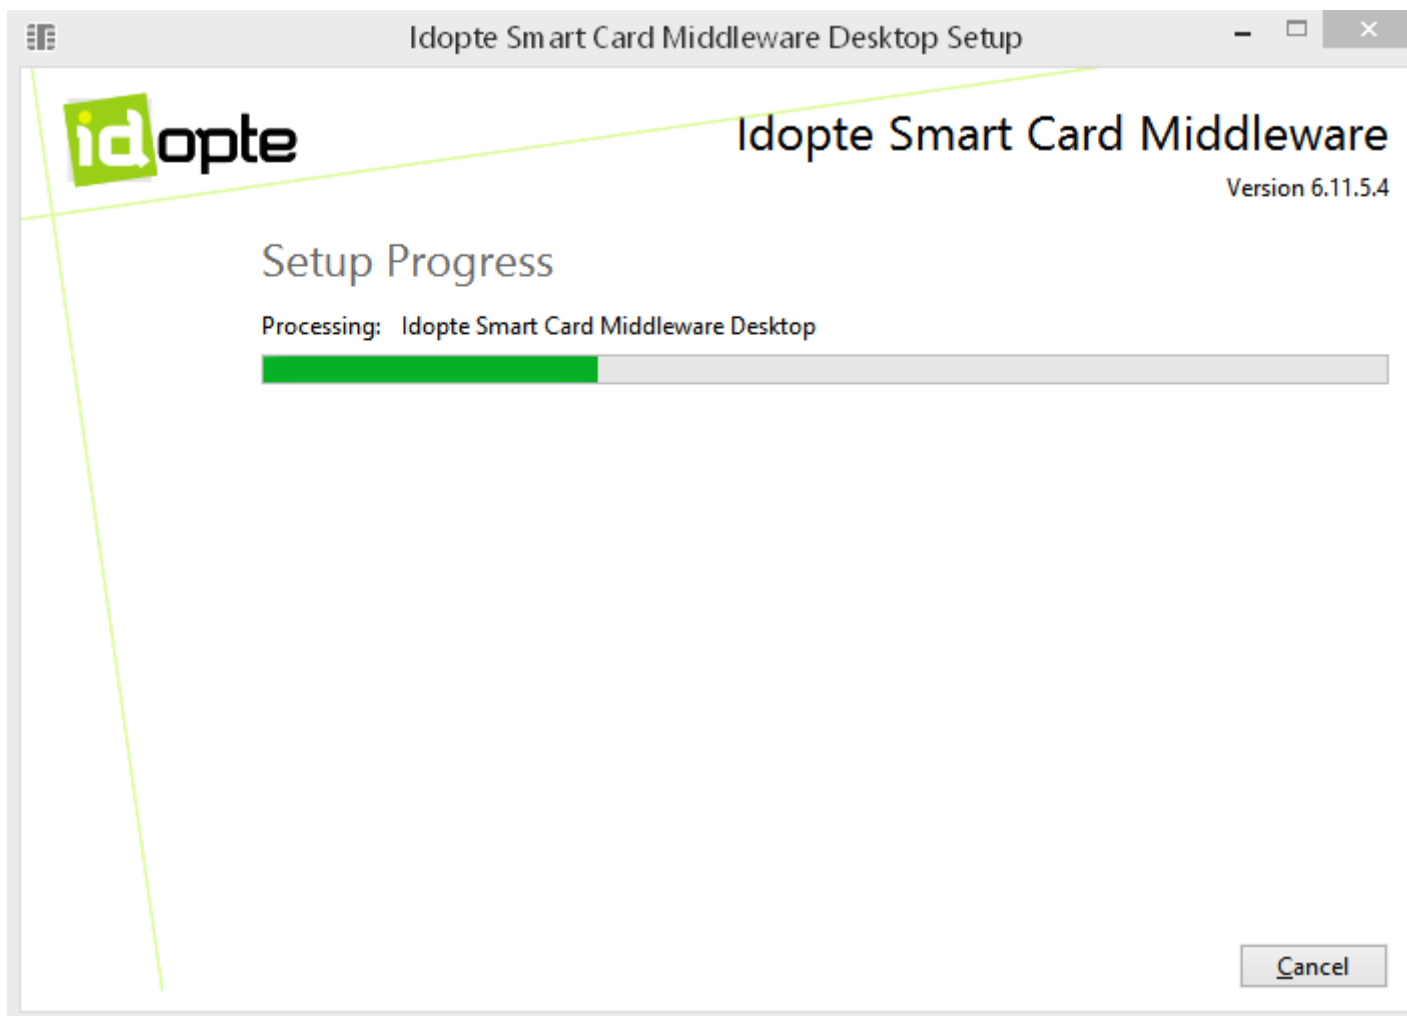 Idopte Smart Card Middleware Desktop Setup
idopte
Idopte Smart Card Middleware
Version 6.11.5.4
Setup Progress
Processing: Idopte Smart Card Middleware Desktop
Cancel